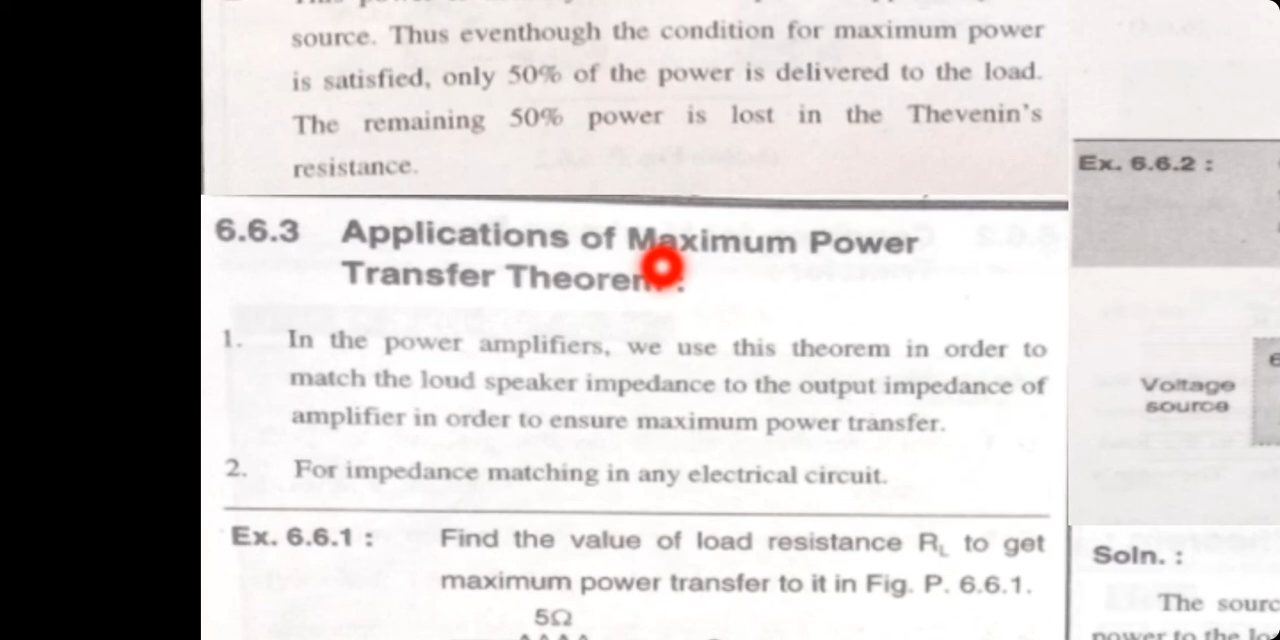 source. Thus eventhough the condition for maximum power
is satisfied, only 50% of the power is delivered to the load.
The remaining 50% power is lost in the Thevenin's
resistance.
6.6.3 Applications of Maximum Power
Transfer Theorem :
1. In the power amplifiers, we use this theorem in order to
match the loud speaker impedance to the output impedance of
amplifier in order to ensure maximum power transfer.
2. For impedance matching in any electrical circuit.
Ex. 6.6.1 : Find the value of load resistance RL to get
maximum power transfer to it in Fig. P. 6.6.1.
5Ω
Ex. 6.6.2 :
Voltage
source
Soln. :
The sourc
power to the lo